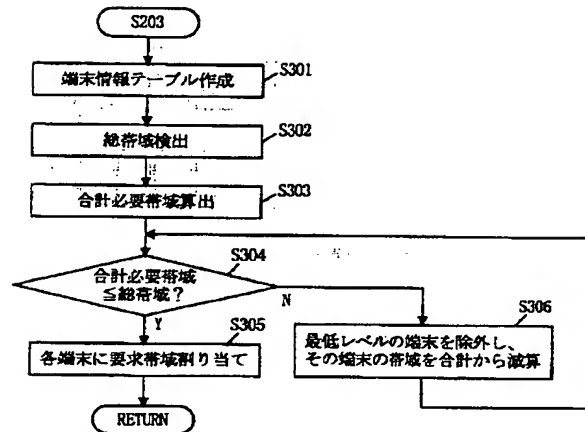 S203
端末情報テーブル作成
S301
総帯域検出
S302
合計必要帯域算出
S303
合計必要帯域
≦総帯域?
S304
N
Y
各端末に要求帯域割り当て
S305
最低レベルの端末を除外し、
その端末の帯域を合計から減算
S306
RETURN